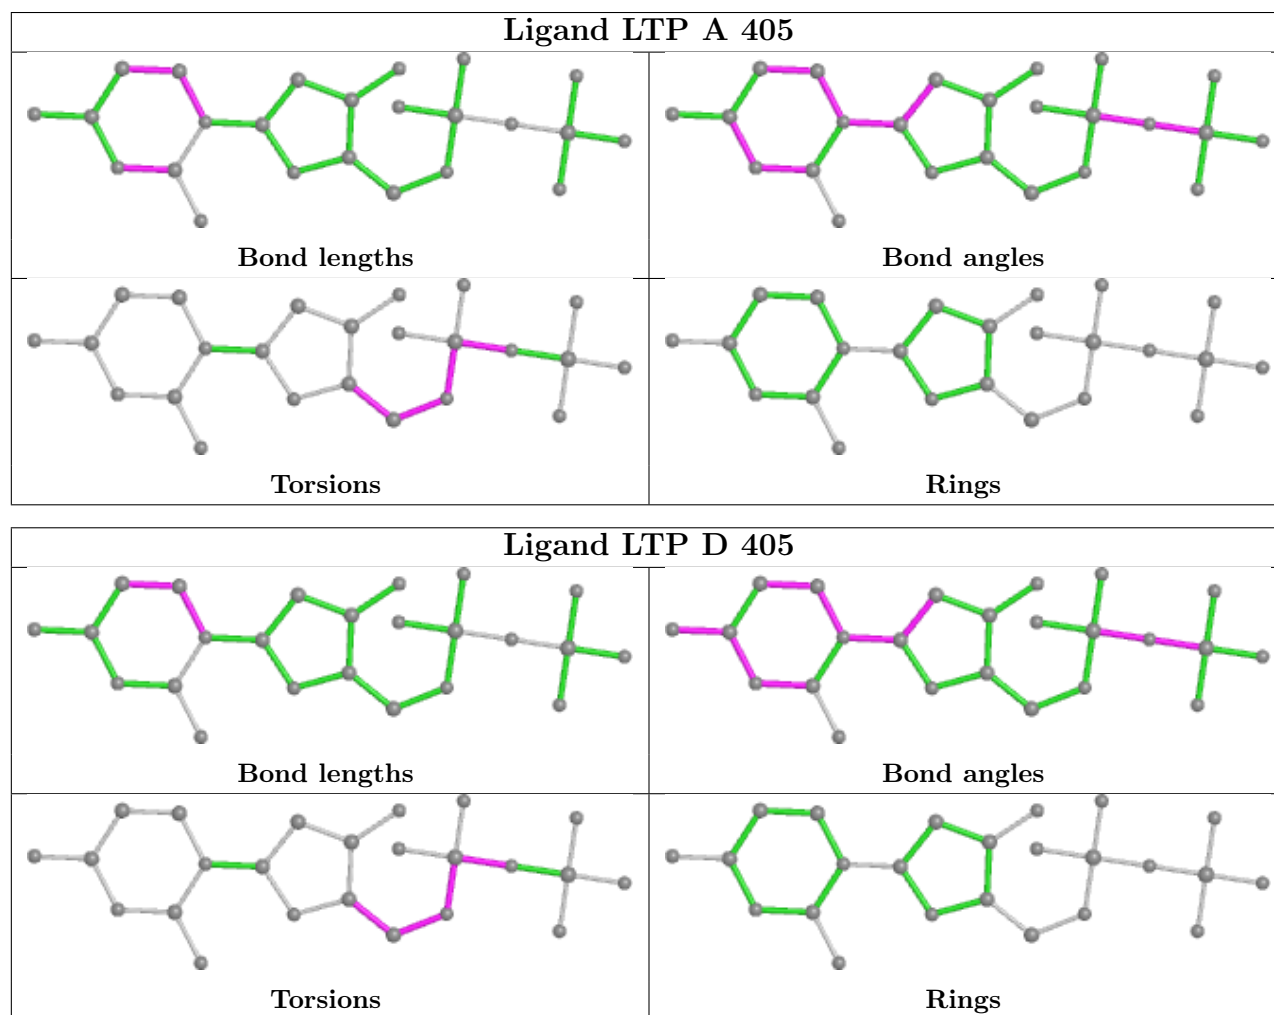 Ligand LTP A 405
Bond lengths
Bond angles
Torsions
Rings
Ligand LTP D 405
Bond lengths
Bond angles
Torsions
Rings